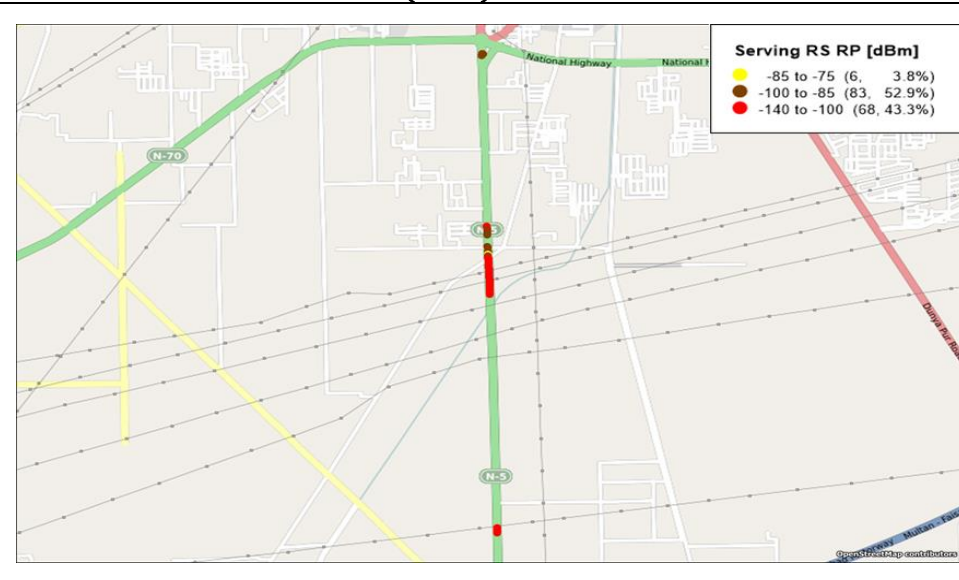 National Highway
National H
Serving RS RP [dBm]
-85 to -75 (6, 3.8%)
-100 to -85 (83, 52.9%)
-140 to -100 (68, 43.3%)
N-70
N-5
Dunya Pur Roa
N-5
Multan - Fais
OpenStreetMap contributors